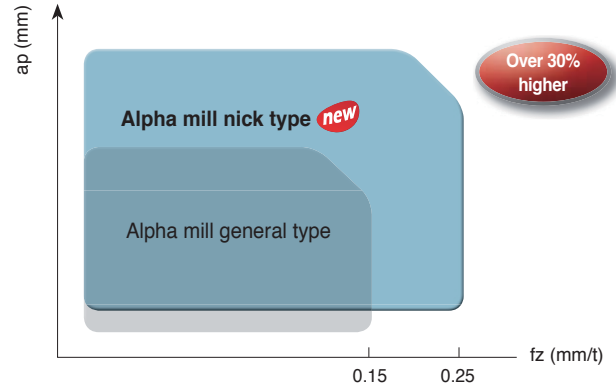 ap (mm)
Over 30%
higher
Alpha mill nick type new
Alpha mill general type
fz (mm/t)
0.15
0.25